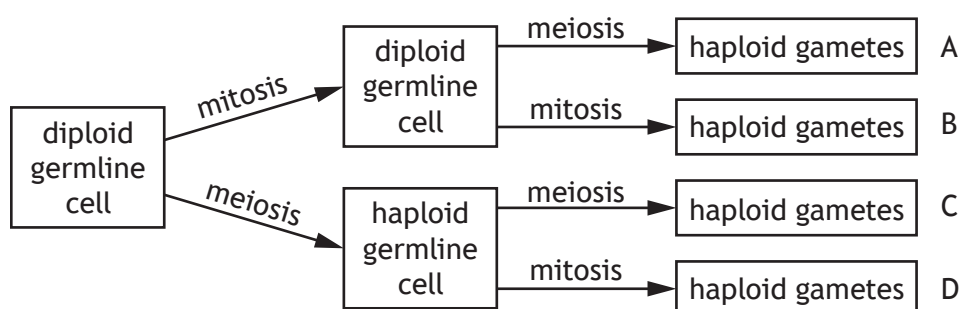 diploid
germline
cell
mitosis
meiosis
diploid
germline
cell
haploid
germline
cell
meiosis
mitosis
meiosis
mitosis
haploid gametes A
haploid gametes B
haploid gametes C
haploid gametes D